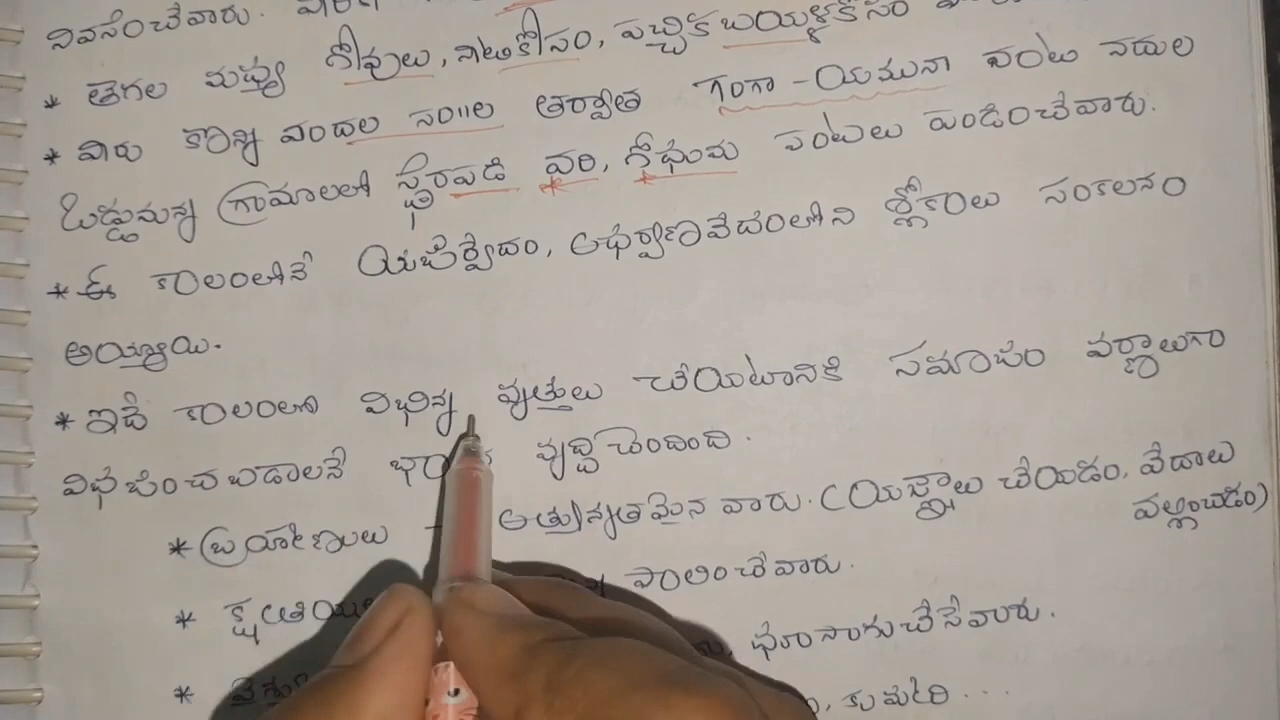 నివసించేవారు.
* తెగల మధ్య గోవులు, నీటికోసం, పచ్చిక బయళ్ళకోసం
* వీరు కొన్ని వందల సం॥ల తర్వాత గంగా - యమునా వంటి నదుల
ఒడ్డునున్న గ్రామాలలో స్థిరపడి వరి, గోధుమ పంటలు పండించేవారు.
* ఈ కాలంలోనే యజుర్వేదం, అధర్వణవేదంలోని శ్లోకాలు సంకలనం
అయ్యాయి.
* ఇదే కాలంలో విభిన్న వృత్తులు చేయటానికి సమాజం వర్ణాలుగా
విభజించబడాలనే వృద్ధి చెందింది.
* బ్రాహ్మణులు - అత్యున్నతమైన వారు. (యజ్ఞాలు చేయడం, వేదాలు
వల్లించడం)
* పాలించేవారు.
* భూసాగుచేసేవారు.
* కుమ్మరి ...